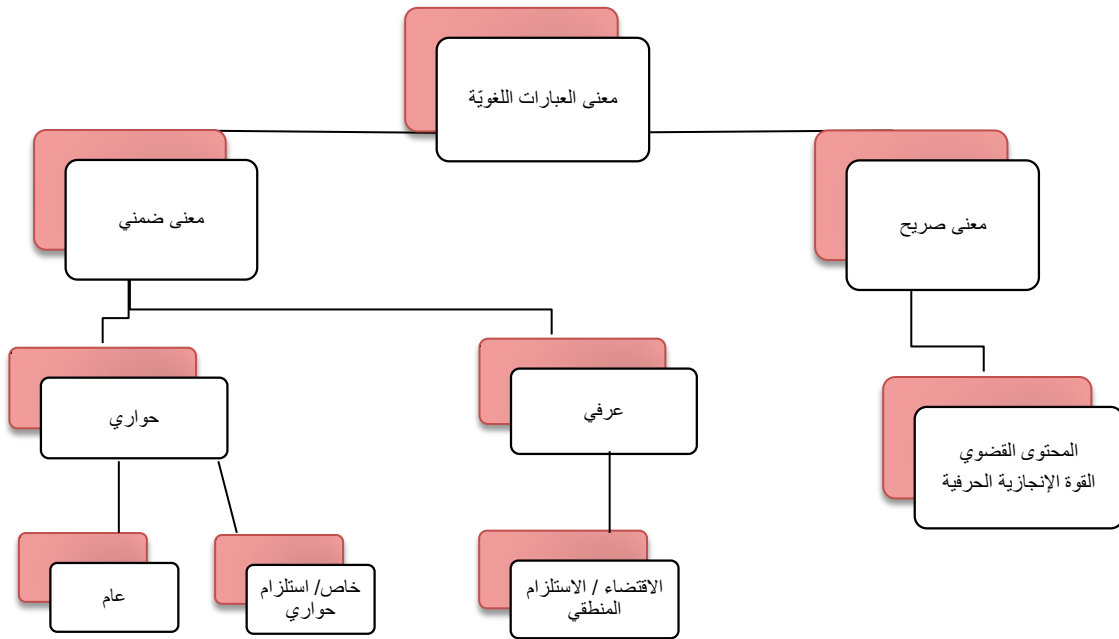 معنى العبارات اللغويّة
معنى صريح
معنى ضمني
المحتوى القضوي
القوة الإنجازية الحرفية
عرفي
حواري
الاقتضاء / الاستلزام
المنطقي
خاص/ استلزام
حواري
عام